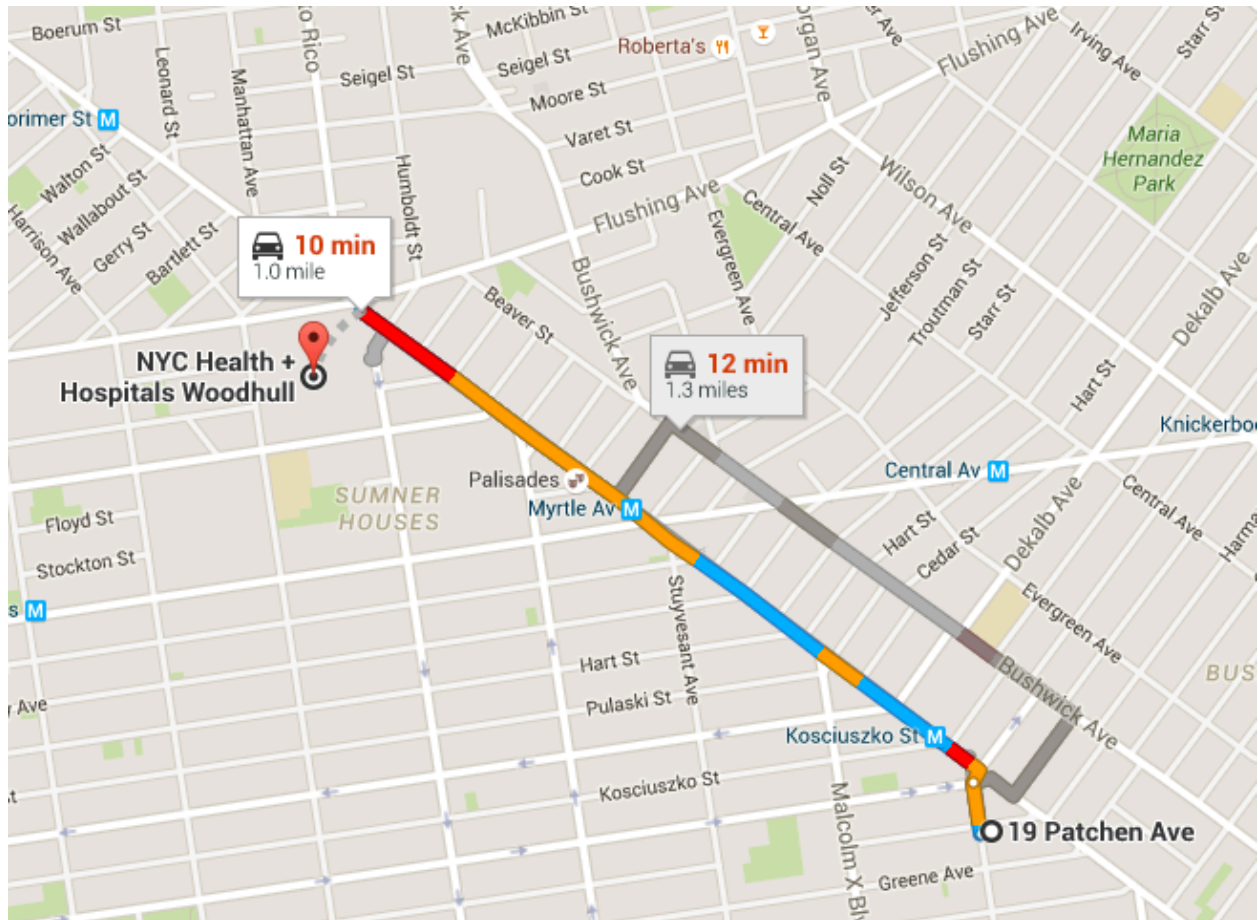 Boerum St
Leonard St
Manhattan Ave
Rico
McKibbin St
Seigel St
Seigel St
Moore St
Varet St
Cook St
Roberta's
Flushing Ave
Irving Ave
Starr St
Maria
Hernandez
Park
orimer St M
Walton St
Wallabout St
Harrison Ave
Gerry St
Bartlett St
Humboldt St
Flushing Ave
Evergreen Ave
Central Ave
Noll St
Wilson Ave
10 min
1.0 mile
Bushwick Ave
Beaver St
Jefferson St
Troutman St
Starr St
Dekalb Ave
NYC Health +
Hospitals Woodhull
12 min
1.3 miles
Hart St
Knickerboc
Palisades
Myrtle Av M
Central Av M
SUMNER
HOUSES
Floyd St
Stockton St
s M
Hart St
Cedar St
Dekalb Ave
Central Ave
Evergreen Ave
Stuyvesant Ave
Hart St
Pulaski St
Bushwick Ave
BUS
Kosciuszko St M
Kosciuszko St
Malcolm X Blv
19 Patchen Ave
Greene Ave